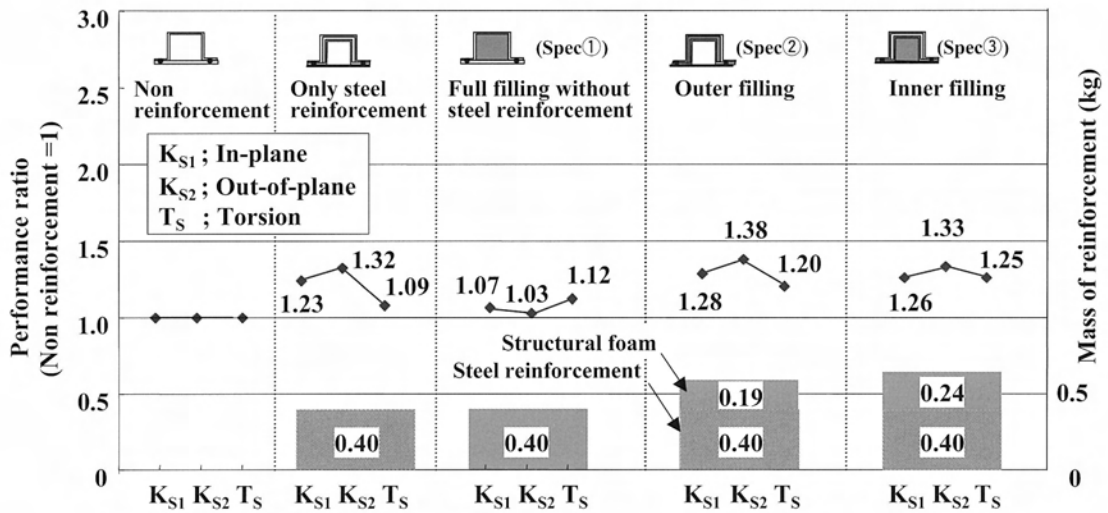 3.0
2.5
2.0
1.5
1.0
0.5
0
Performance ratio
(Non reinforcement =1)
Non
reinforcement
Only steel
reinforcement
(Spec①)
Full filling without
steel reinforcement
(Spec②)
Outer filling
(Spec③)
Inner filling
K_S1 ; In-plane
K_S2 ; Out-of-plane
T_S ; Torsion
1.23
1.32
1.09
1.07
1.03
1.12
1.28
1.38
1.20
1.26
1.33
1.25
Structural foam
Steel reinforcement
0.40
0.40
0.19
0.40
0.24
0.40
K_S1 K_S2 T_S
K_S1 K_S2 T_S
K_S1 K_S2 T_S
K_S1 K_S2 T_S
K_S1 K_S2 T_S
0.5
0
Mass of reinforcement (kg)